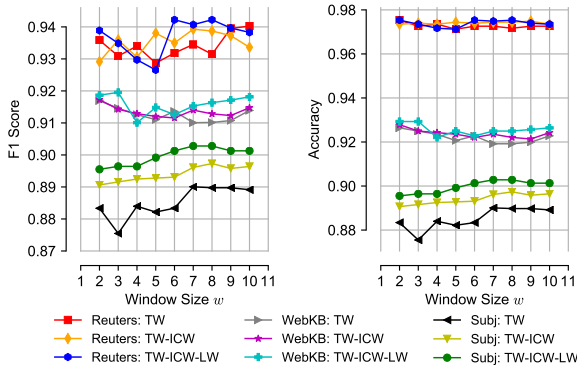 0.94
0.93
0.92
0.91
0.90
0.89
0.88
0.87
F1 Score
1 2 3 4 5 6 7 8 9 10 11
Window Size w
0.98
0.96
0.94
0.92
0.90
0.88
Accuracy
1 2 3 4 5 6 7 8 9 10 11
Window Size w
Reuters: TW WebKB: TW Subj: TW
Reuters: TW-ICW WebKB: TW-ICW Subj: TW-ICW
Reuters: TW-ICW-LW WebKB: TW-ICW-LW Subj: TW-ICW-LW